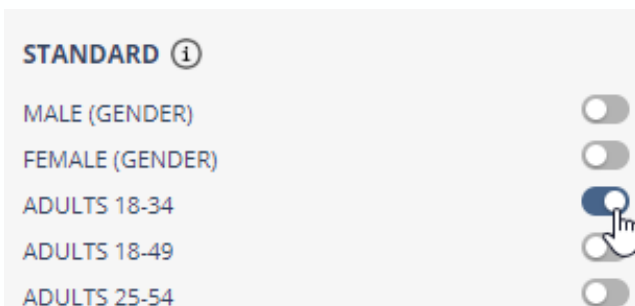 STANDARD
MALE (GENDER)
FEMALE (GENDER)
ADULTS 18-34
ADULTS 18-49
ADULTS 25-54